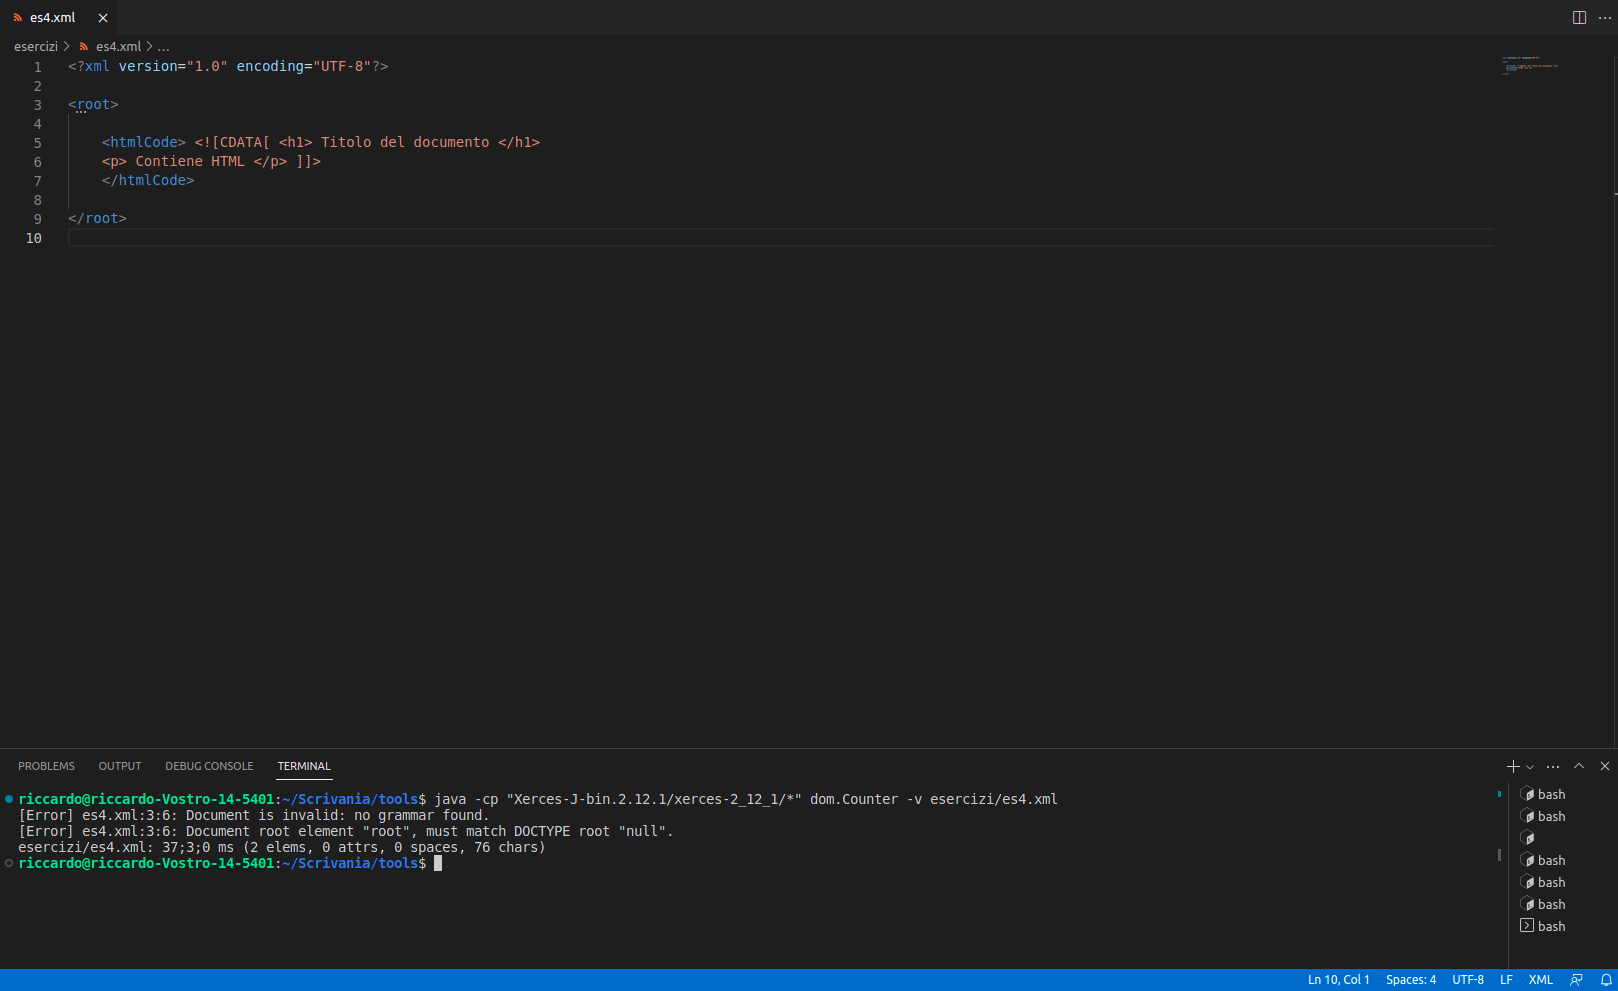 es4.xml
esercizi > es4.xml > ...
1 <?xml version="1.0" encoding="UTF-8"?>
2
3 <root>
4
5 <htmlCode> <![CDATA[ <h1> Titolo del documento </h1>
6 <p> Contiene HTML </p> ]]>
7 </htmlCode>
8
9 </root>
10
PROBLEMS OUTPUT DEBUG CONSOLE TERMINAL
riccardo@riccardo-Vostro-14-5401:~/Scrivania/tools$ java -cp "Xerces-J-bin.2.12.1/xerces-2_12_1/*" dom.Counter -v esercizi/es4.xml
[Error] es4.xml:3:6: Document is invalid: no grammar found.
[Error] es4.xml:3:6: Document root element "root", must match DOCTYPE root "null".
esercizi/es4.xml: 37;3;0 ms (2 elems, 0 attrs, 0 spaces, 76 chars)
riccardo@riccardo-Vostro-14-5401:~/Scrivania/tools$
bash
bash
bash
bash
bash
bash
Ln 10, Col 1 Spaces: 4 UTF-8 LF XML